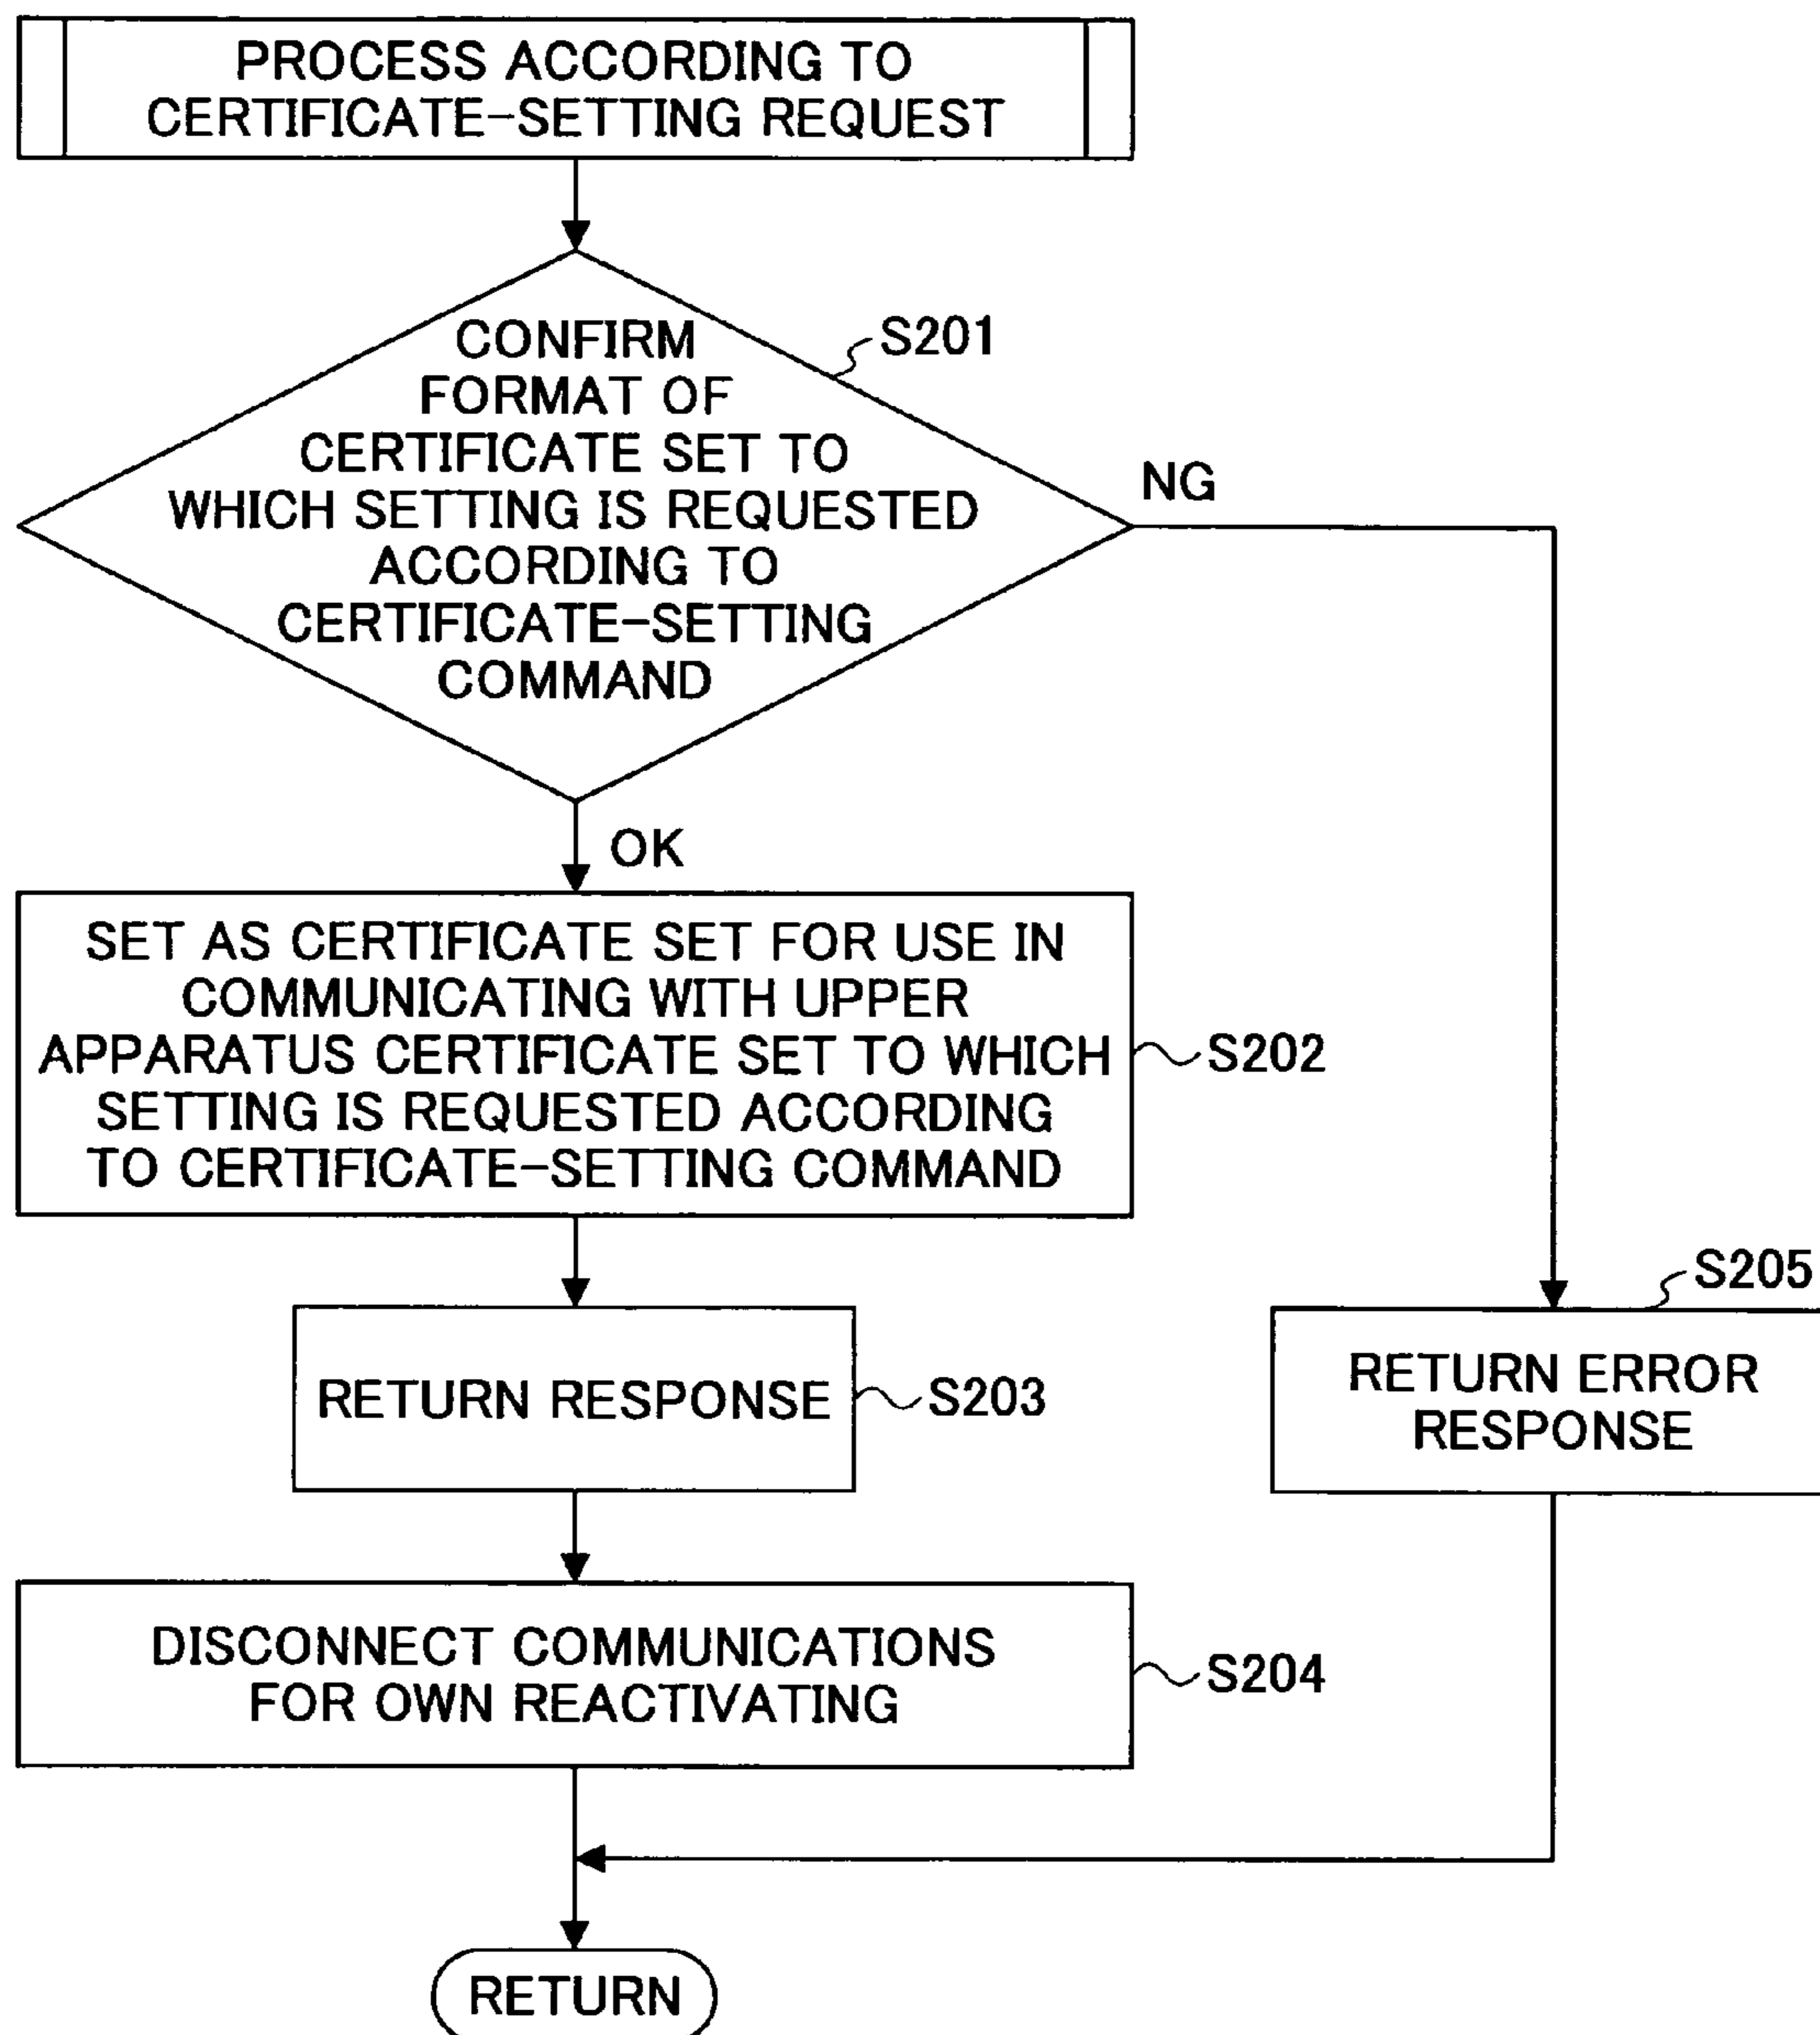 PROCESS ACCORDING TO
CERTIFICATE-SETTING REQUEST
CONFIRM
FORMAT OF
CERTIFICATE SET TO
WHICH SETTING IS REQUESTED
ACCORDING TO
CERTIFICATE-SETTING
COMMAND
S201
NG
OK
SET AS CERTIFICATE SET FOR USE IN
COMMUNICATING WITH UPPER
APPARATUS CERTIFICATE SET TO WHICH
SETTING IS REQUESTED ACCORDING
TO CERTIFICATE-SETTING COMMAND
S202
RETURN RESPONSE
S203
S205
RETURN ERROR
RESPONSE
DISCONNECT COMMUNICATIONS
FOR OWN REACTIVATING
S204
RETURN